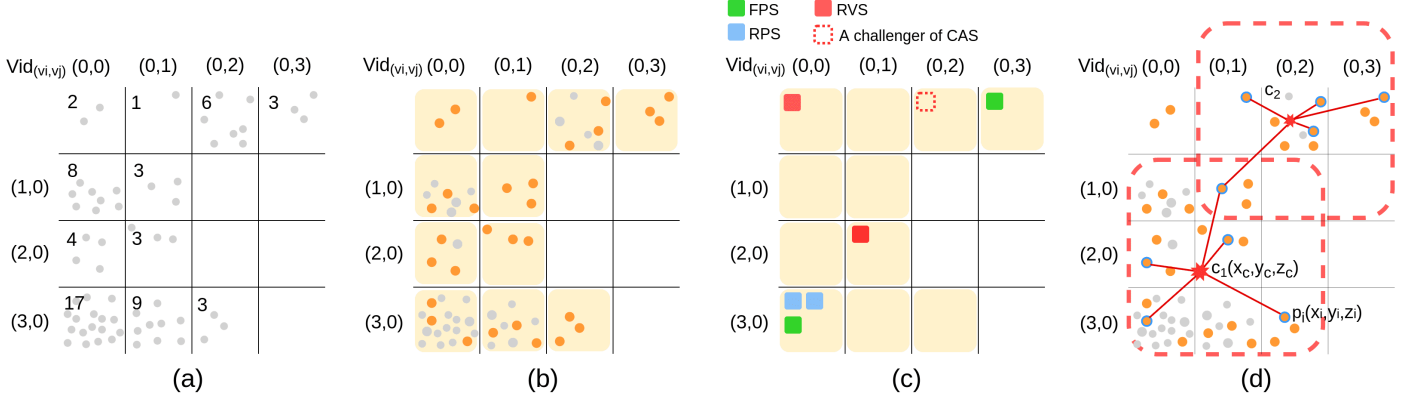 FPS
RVS
RPS
A challenger of CAS
Vid(vi,vj) (0,0) (0,1) (0,2) (0,3)
2 1 6 3
(1,0) 8 3
(2,0) 4 3
(3,0) 17 9 3
(a)
Vid(vi,vj) (0,0) (0,1) (0,2) (0,3)
(1,0)
(2,0)
(3,0)
(b)
Vid(vi,vj) (0,0) (0,1) (0,2) (0,3)
(1,0)
(2,0)
(3,0)
(c)
Vid(vi,vj) (0,0) (0,1) (0,2) (0,3)
c2
(1,0)
(2,0)
c1(xc,yc,zc)
(3,0)
pi(xi,yi,zi)
(d)